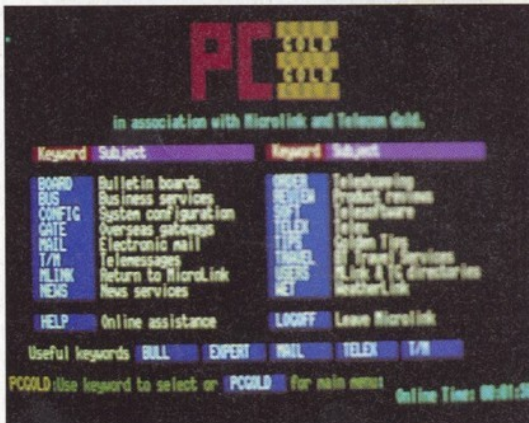 PC GOLD
GOLD
in association with Microlink and Telecom Gold.
Keyword Subject Keyword Subject
BOARD Bulletin boards ORDER Teleshopping
BUS Business services REVIEW Product reviews
CONFIG System configuration SOFT Telesoftware
GATE Overseas gateways TELEX Telex
MAIL Electronic mail TIPS Golden Tips
T/M Telemessages TRAVEL Travel Services
MLINK Return to MicroLink USERS MLink & TG directories
NEWS News services WET WeatherLink
HELP Online assistance LOGOFF Leave Microlink
Useful keywords BULL EXPERT MAIL TELEX T/M
PCGOLD:Use keyword to select or PCGOLD for main menu:
Online Time: